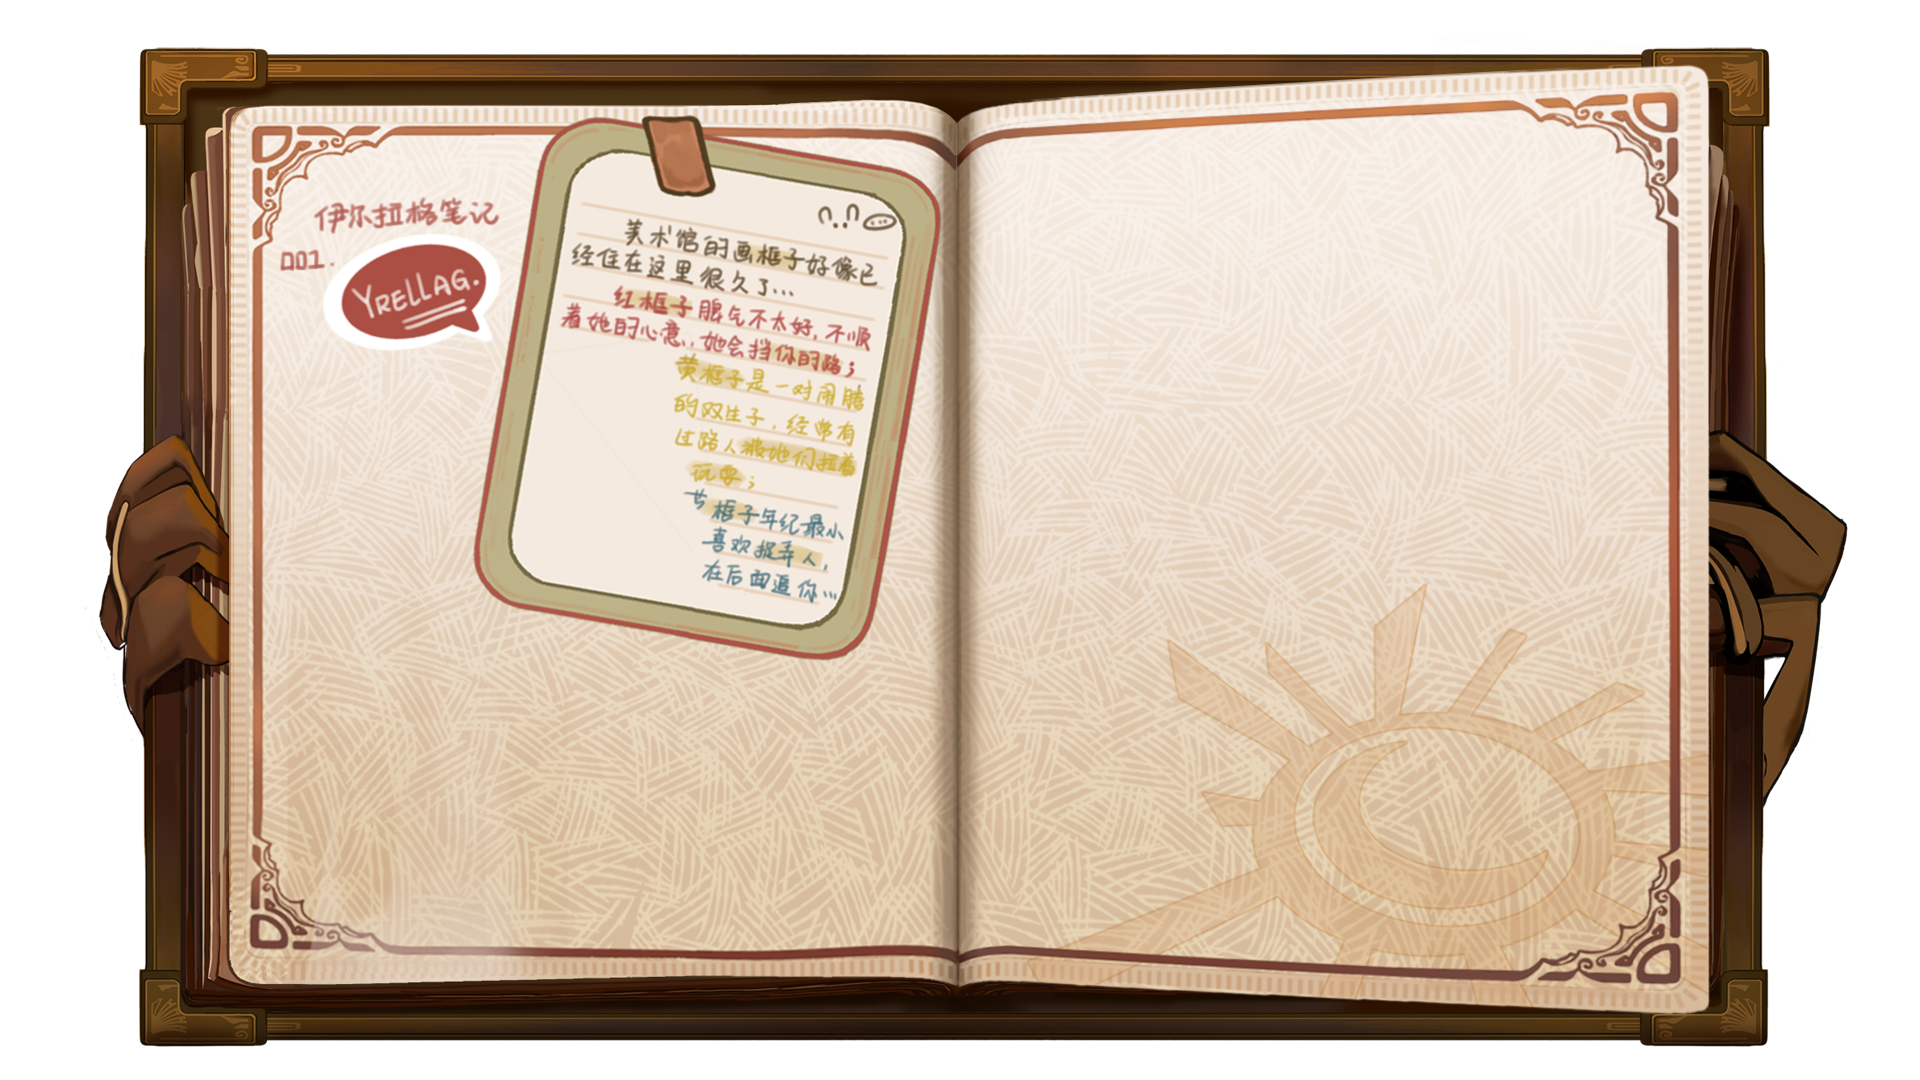 伊尔拉格笔记
001.
YRELLAG.
美术馆的画框子好像已
经住在这里很久了...
红框子脾气不太好,不顺
着她的心意,她会挡你的路;
黄框子是一对闹腾
的双生子,经常有
过路人被她们拉着
玩耍;
框子年纪最小
喜欢捉弄人,
在后面追你...